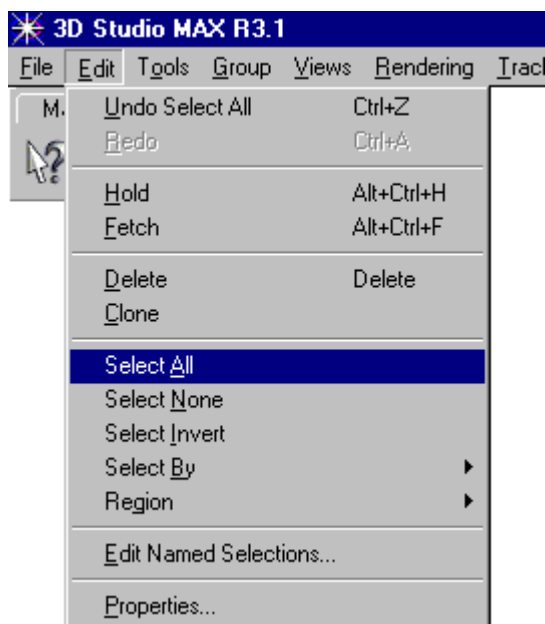 3D Studio MAX R3.1
File Edit Tools Group Views Rendering
Undo Select All Ctrl+Z
Redo Ctrl+A
Hold Alt+Ctrl+H
Fetch Alt+Ctrl+F
Delete Delete
Clone
Select All
Select None
Select Invert
Select By
Region
Edit Named Selections...
Properties...